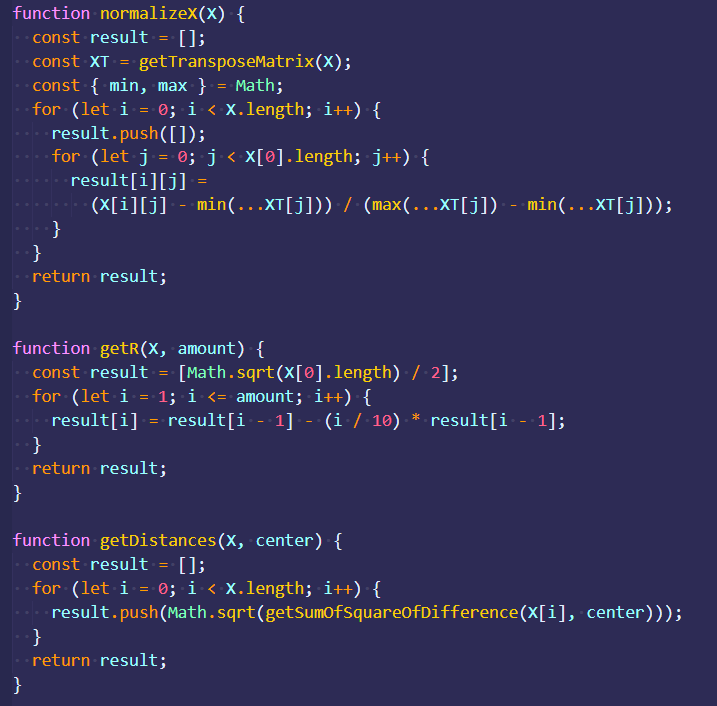 function normalizeX(X) {
  const result = [];
  const XT = getTransposeMatrix(X);
  const { min, max } = Math;
  for (let i = 0; i < X.length; i++) {
    result.push([]);
    for (let j = 0; j < X[0].length; j++) {
      result[i][j] =
        (X[i][j] - min(...XT[j])) / (max(...XT[j]) - min(...XT[j]));
    }
  }
  return result;
}

function getR(X, amount) {
  const result = [Math.sqrt(X[0].length) / 2];
  for (let i = 1; i <= amount; i++) {
    result[i] = result[i - 1] - (i / 10) * result[i - 1];
  }
  return result;
}

function getDistances(X, center) {
  const result = [];
  for (let i = 0; i < X.length; i++) {
    result.push(Math.sqrt(getSumOfSquareOfDifference(X[i], center)));
  }
  return result;
}